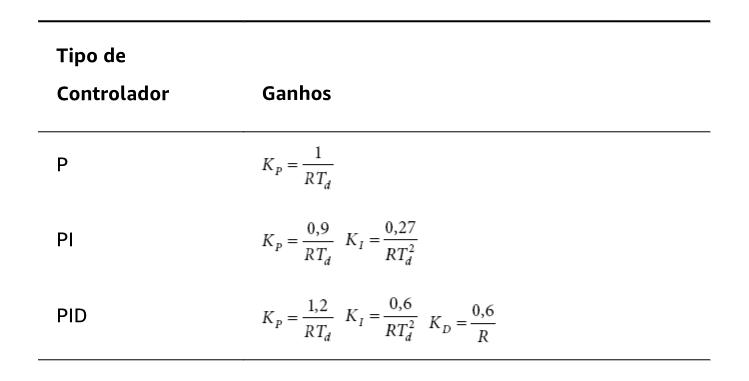 Tipo de
Controlador Ganhos
P K_P = 1/RT_d
PI K_P = 0,9/RT_d K_I = 0,27/RT_d^2
PID K_P = 1,2/RT_d K_I = 0,6/RT_d^2 K_D = 0,6/R